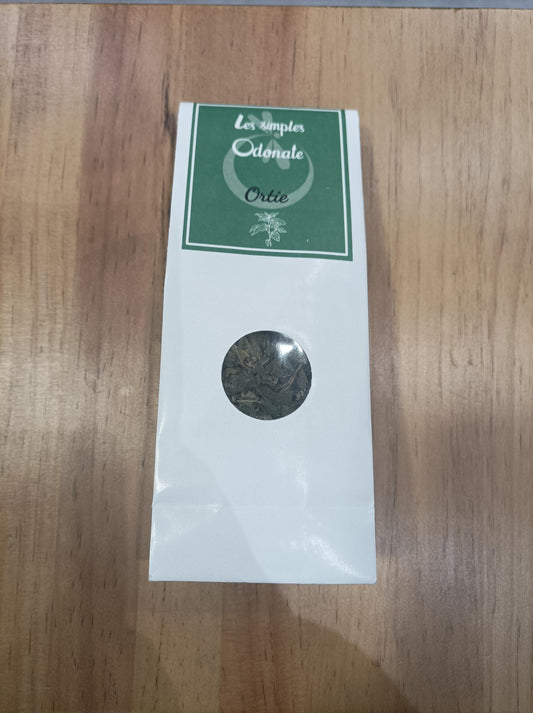 Les simples
Odonate
Ortie